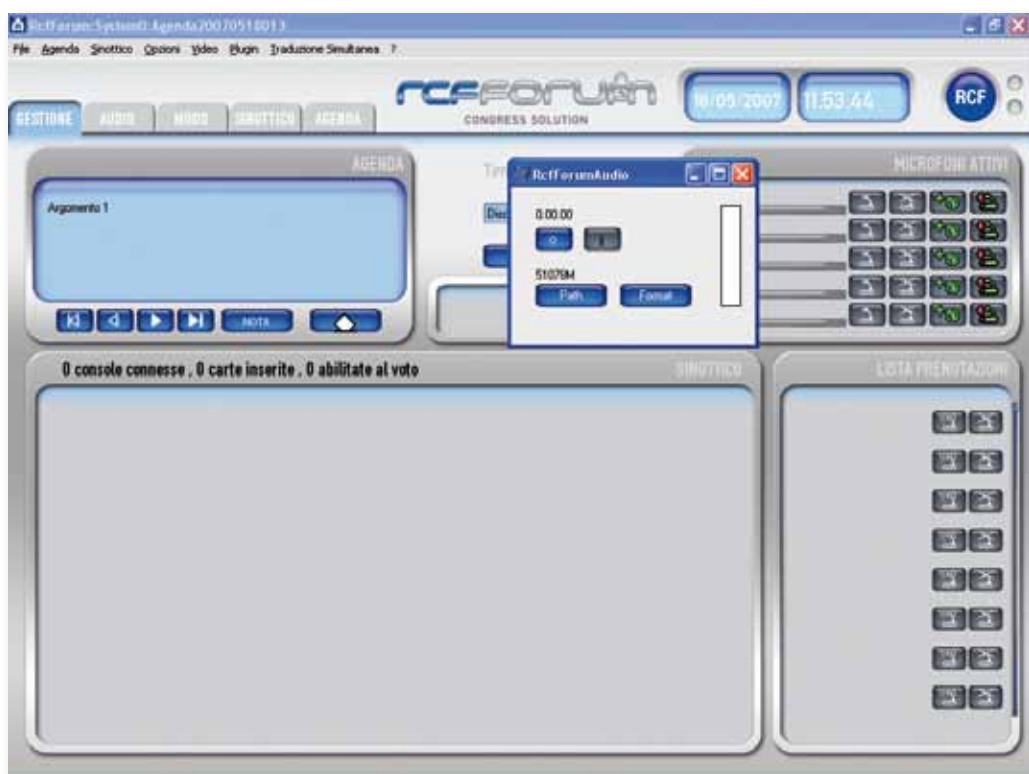 RcfForum:System0:Agenda20070518013
File Agenda Sinottico Opzioni Video Plugin Traduzione Simultanea ?
RCFFORUM
CONGRESS SOLUTION
18/05/2007
11.53.44
RCF
GESTIONE AUDIO MODO SINOTTICO AGENDA
AGENDA
Argomento 1
NOTA
RcfForumAudio
0:00:00
51079M
Path Format
MICROFONI ATTIVI
0 console connesse , 0 carte inserite , 0 abilitate al voto
SINOTTICO
LISTA PRENOTAZIONI